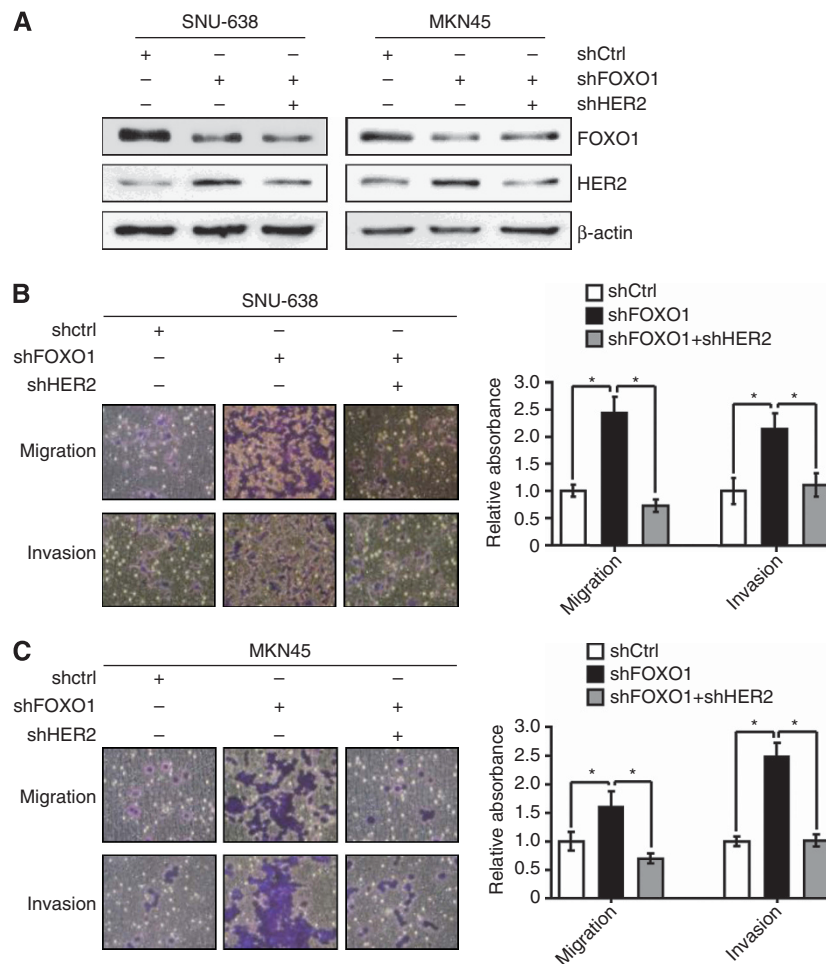 A
SNU-638 MKN45
+ – – + – – shCtrl
– + + – + + shFOXO1
– – + – – + shHER2
FOXO1
HER2
β-actin
B
SNU-638
shctrl + – –
shFOXO1 – + +
shHER2 – – +
Migration
Invasion
shCtrl
shFOXO1
shFOXO1+shHER2
Relative absorbance
3.0
2.5
2.0
1.5
1.0
0.5
0
* * * *
Migration Invasion
C
MKN45
shctrl + – –
shFOXO1 – + +
shHER2 – – +
Migration
Invasion
shCtrl
shFOXO1
shFOXO1+shHER2
Relative absorbance
3.0
2.5
2.0
1.5
1.0
0.5
0
* * * *
Migration Invasion